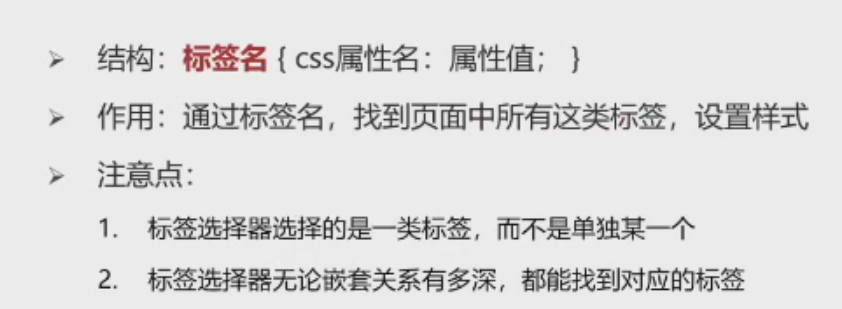 ➢ 结构：标签名 { css属性名：属性值； }
➢ 作用：通过标签名，找到页面中所有这类标签，设置样式
➢ 注意点：
1. 标签选择器选择的是一类标签，而不是单独某一个
2. 标签选择器无论嵌套关系有多深，都能找到对应的标签